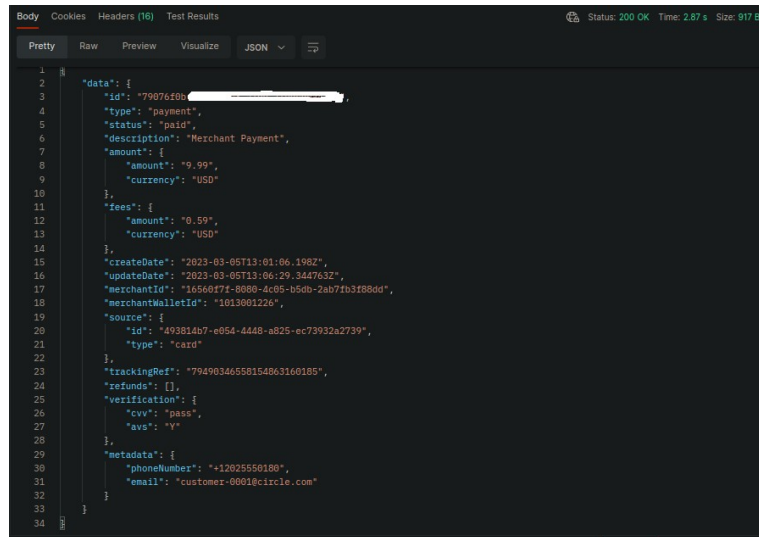 Body Cookies Headers (16) Test Results Status: 200 OK Time: 2.87 s Size: 917 B
Pretty Raw Preview Visualize JSON
1 {
2 "data": {
3 "id": "79076f0b
4 "type": "payment",
5 "status": "paid",
6 "description": "Merchant Payment",
7 "amount": {
8 "amount": "9.99",
9 "currency": "USD"
10 },
11 "fees": {
12 "amount": "0.59",
13 "currency": "USD"
14 },
15 "createDate": "2023-03-05T13:01:06.198Z",
16 "updateDate": "2023-03-05T13:06:29.344763Z",
17 "merchantId": "16560f7f-8080-4c05-b5db-2ab7fb3f88dd",
18 "merchantWalletId": "1013001226",
19 "source": {
20 "id": "493814b7-e054-4448-a825-ec73932a2739",
21 "type": "card"
22 },
23 "trackingRef": "79490346558154863160185",
24 "refunds": [],
25 "verification": {
26 "cvv": "pass",
27 "avs": "Y"
28 },
29 "metadata": {
30 "phoneNumber": "+12025550180",
31 "email": "customer-0001@circle.com"
32 }
33 }
34 }